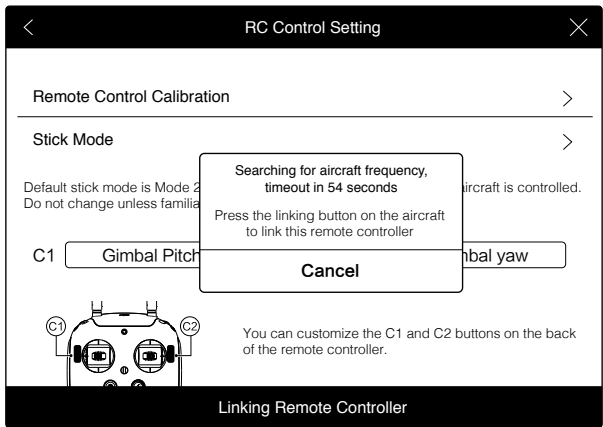 RC Control Setting
Remote Control Calibration
Stick Mode
Searching for aircraft frequency,
timeout in 54 seconds
Press the linking button on the aircraft
to link this remote controller
Cancel
Default stick mode is Mode 2 aircraft is controlled.
Do not change unless
C1 Gimbal Pitch yaw
C1 C2
You can customize the C1 and C2 buttons on the back
of the remote controller.
Linking Remote Controller